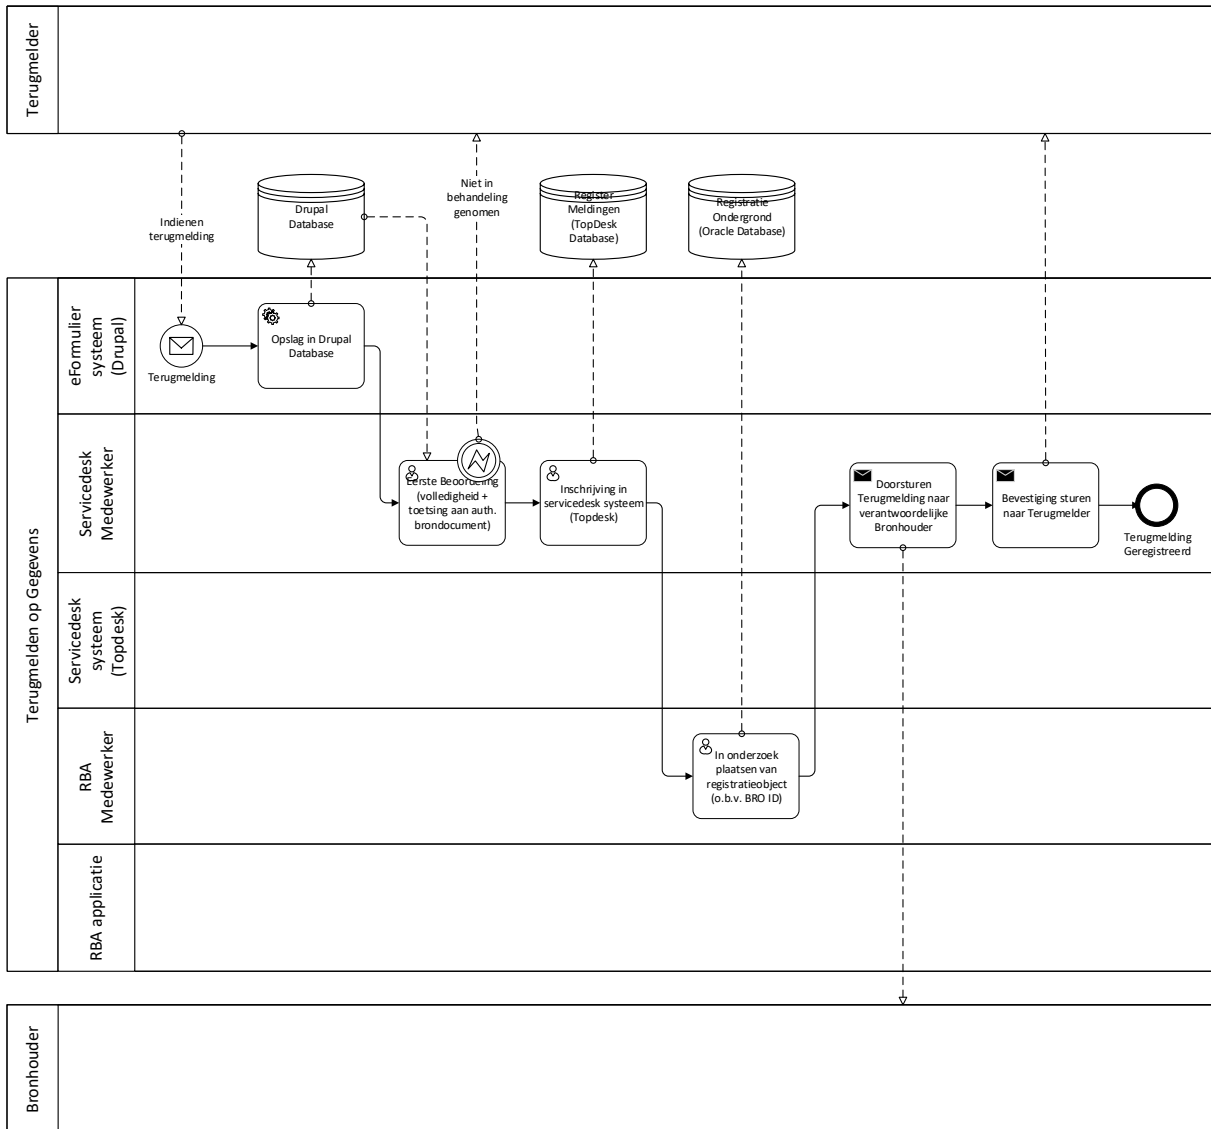 Terugmelder
Indienen
terugmelding
Drupal
Database
Niet in
behandeling
genomen
Register
Meldingen
(TopDesk
Database)
Registratie
Ondergrond
(Oracle Database)
Terugmelden op Gegevens
eFormulier
systeem
(Drupal)
Terugmelding
Opslag in Drupal
Database
Servicedesk
Medewerker
Eerste Beoordeling
(volledigheid +
toetsing aan auth.
brondocument)
Inschrijving in
servicedesk systeem
(Topdesk)
Doorsturen
Terugmelding naar
verantwoordelijke
Bronhouder
Bevestiging sturen
naar Terugmelder
Terugmelding
Geregistreerd
Servicedesk
systeem
(Topdesk)
RBA
Medewerker
In onderzoek
plaatsen van
registratieobject
(o.b.v. BRO ID)
RBA applicatie
Bronhouder